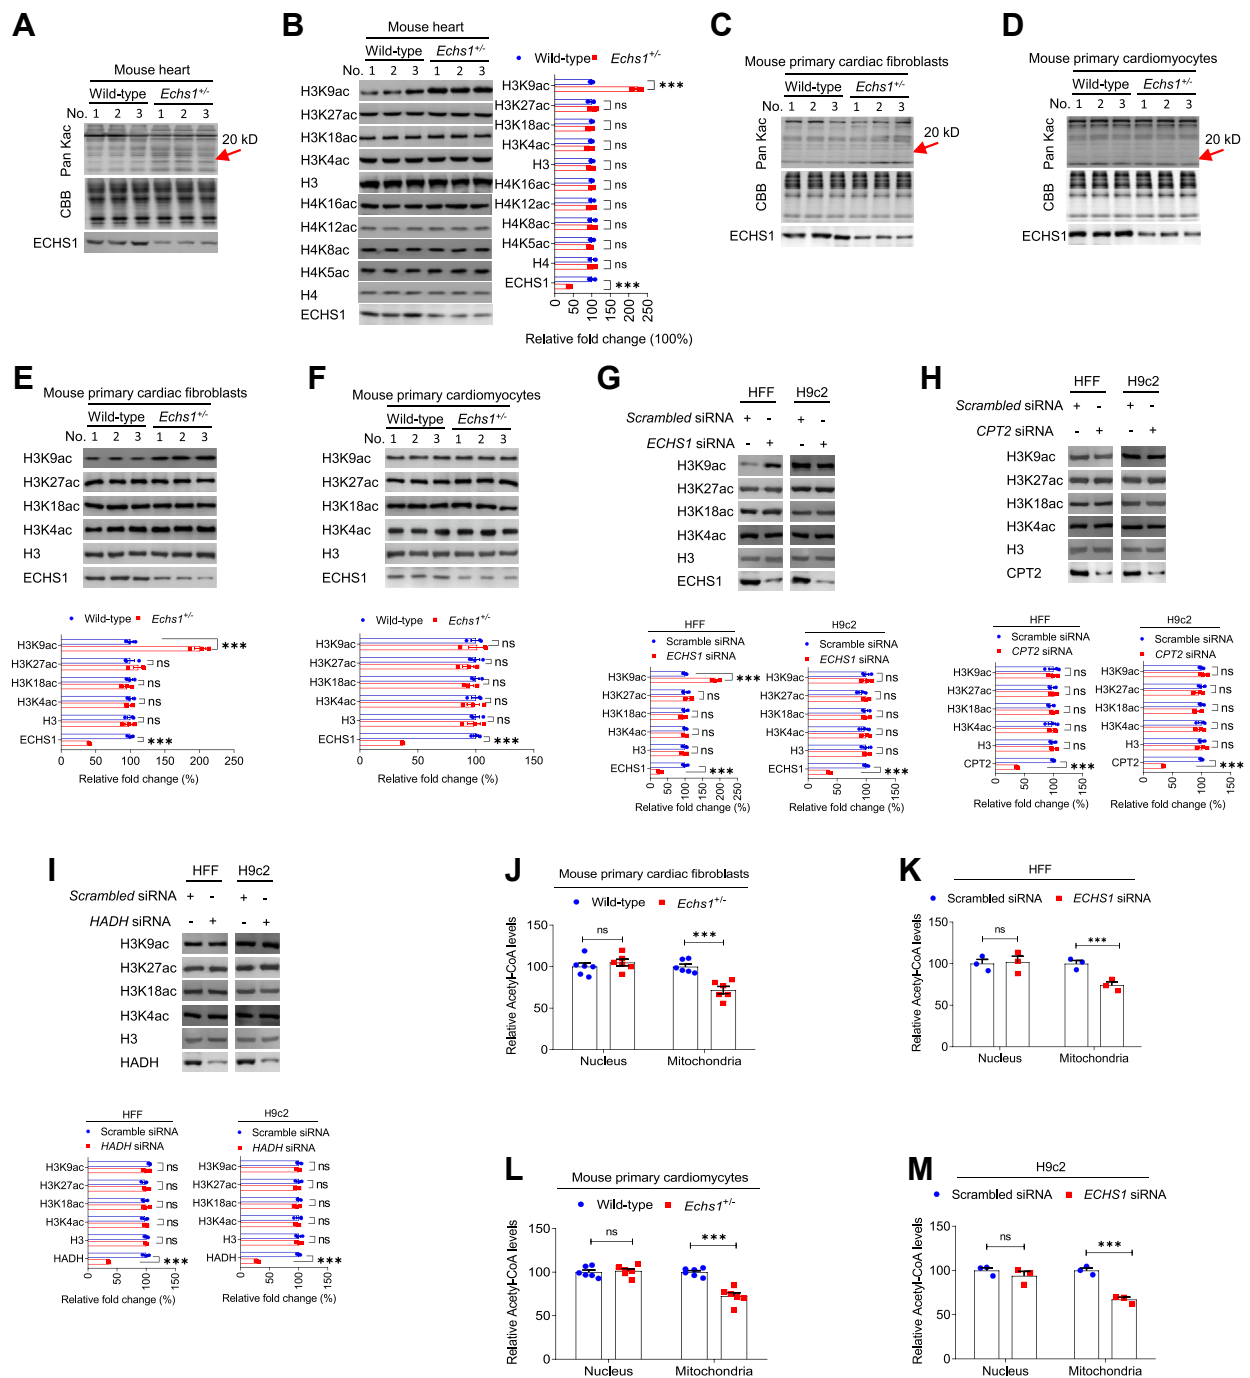 A
Mouse heart
Wild-type Echs1+/-
No. 1 2 3 1 2 3
Pan Kac
20 kD
CBB
ECHS1
B
Mouse heart
Wild-type Echs1+/-
No. 1 2 3 1 2 3
H3K9ac
H3K27ac
H3K18ac
H3K4ac
H3
H4K16ac
H4K12ac
H4K8ac
H4K5ac
H4
ECHS1
Wild-type Echs1+/-
H3K9ac ***
H3K27ac ns
H3K18ac ns
H3K4ac ns
H3 ns
H4K16ac ns
H4K12ac ns
H4K8ac ns
H4K5ac ns
H4 ns
ECHS1 ***
0 50 100 150 200 250
Relative fold change (100%)
C
Mouse primary cardiac fibroblasts
Wild-type Echs1+/-
No. 1 2 3 1 2 3
Pan Kac
20 kD
CBB
ECHS1
D
Mouse primary cardiomyocytes
Wild-type Echs1+/-
No. 1 2 3 1 2 3
Pan Kac
20 kD
CBB
ECHS1
E
Mouse primary cardiac fibroblasts
Wild-type Echs1+/-
No. 1 2 3 1 2 3
H3K9ac
H3K27ac
H3K18ac
H3K4ac
H3
ECHS1
Wild-type Echs1+/-
H3K9ac ***
H3K27ac ns
H3K18ac ns
H3K4ac ns
H3 ns
ECHS1 ***
0 50 100 150 200 250
Relative fold change (%)
F
Mouse primary cardiomyocytes
Wild-type Echs1+/-
No. 1 2 3 1 2 3
H3K9ac
H3K27ac
H3K18ac
H3K4ac
H3
ECHS1
Wild-type Echs1+/-
H3K9ac ns
H3K27ac ns
H3K18ac ns
H3K4ac ns
H3 ns
ECHS1 ***
0 50 100 150
Relative fold change (%)
G
HFF H9c2
Scrambled siRNA + - + -
ECHS1 siRNA - + - +
H3K9ac
H3K27ac
H3K18ac
H3K4ac
H3
ECHS1
HFF
Scramble siRNA
ECHS1 siRNA
H3K9ac ***
H3K27ac ns
H3K18ac ns
H3K4ac ns
H3 ns
ECHS1 ***
0 50 100 150 200 250
Relative fold change (%)
H9c2
Scramble siRNA
ECHS1 siRNA
H3K9ac ns
H3K27ac ns
H3K18ac ns
H3K4ac ns
H3 ns
ECHS1 ***
0 50 100 150
Relative fold change (%)
H
HFF H9c2
Scrambled siRNA + - + -
CPT2 siRNA - + - +
H3K9ac
H3K27ac
H3K18ac
H3K4ac
H3
CPT2
HFF
Scramble siRNA
CPT2 siRNA
H3K9ac ns
H3K27ac ns
H3K18ac ns
H3K4ac ns
H3 ns
CPT2 ***
0 50 100 150
Relative fold change (%)
H9c2
Scramble siRNA
CPT2 siRNA
H3K9ac ns
H3K27ac ns
H3K18ac ns
H3K4ac ns
H3 ns
CPT2 ***
0 50 100 150
Relative fold change (%)
I
HFF H9c2
Scrambled siRNA + - + -
HADH siRNA - + - +
H3K9ac
H3K27ac
H3K18ac
H3K4ac
H3
HADH
HFF
Scramble siRNA
HADH siRNA
H3K9ac ns
H3K27ac ns
H3K18ac ns
H3K4ac ns
H3 ns
HADH ***
0 50 100 150
Relative fold change (%)
H9c2
Scramble siRNA
HADH siRNA
H3K9ac ns
H3K27ac ns
H3K18ac ns
H3K4ac ns
H3 ns
HADH ***
0 50 100 150
Relative fold change (%)
J
Mouse primary cardiac fibroblasts
Wild-type Echs1+/-
Relative Acetyl-CoA levels
150
100
50
0
ns ***
Nucleus Mitochondria
K
HFF
Scrambled siRNA ECHS1 siRNA
Relative Acetyl-CoA levels
150
100
50
0
ns ***
Nucleus Mitochondria
L
Mouse primary cardiomycytes
Wild-type Echs1+/-
Relative Acetyl-CoA levels
150
100
50
0
ns ***
Nucleus Mitochondria
M
H9c2
Scrambled siRNA ECHS1 siRNA
Relative Acetyl-CoA levels
150
100
50
0
ns ***
Nucleus Mitochondria